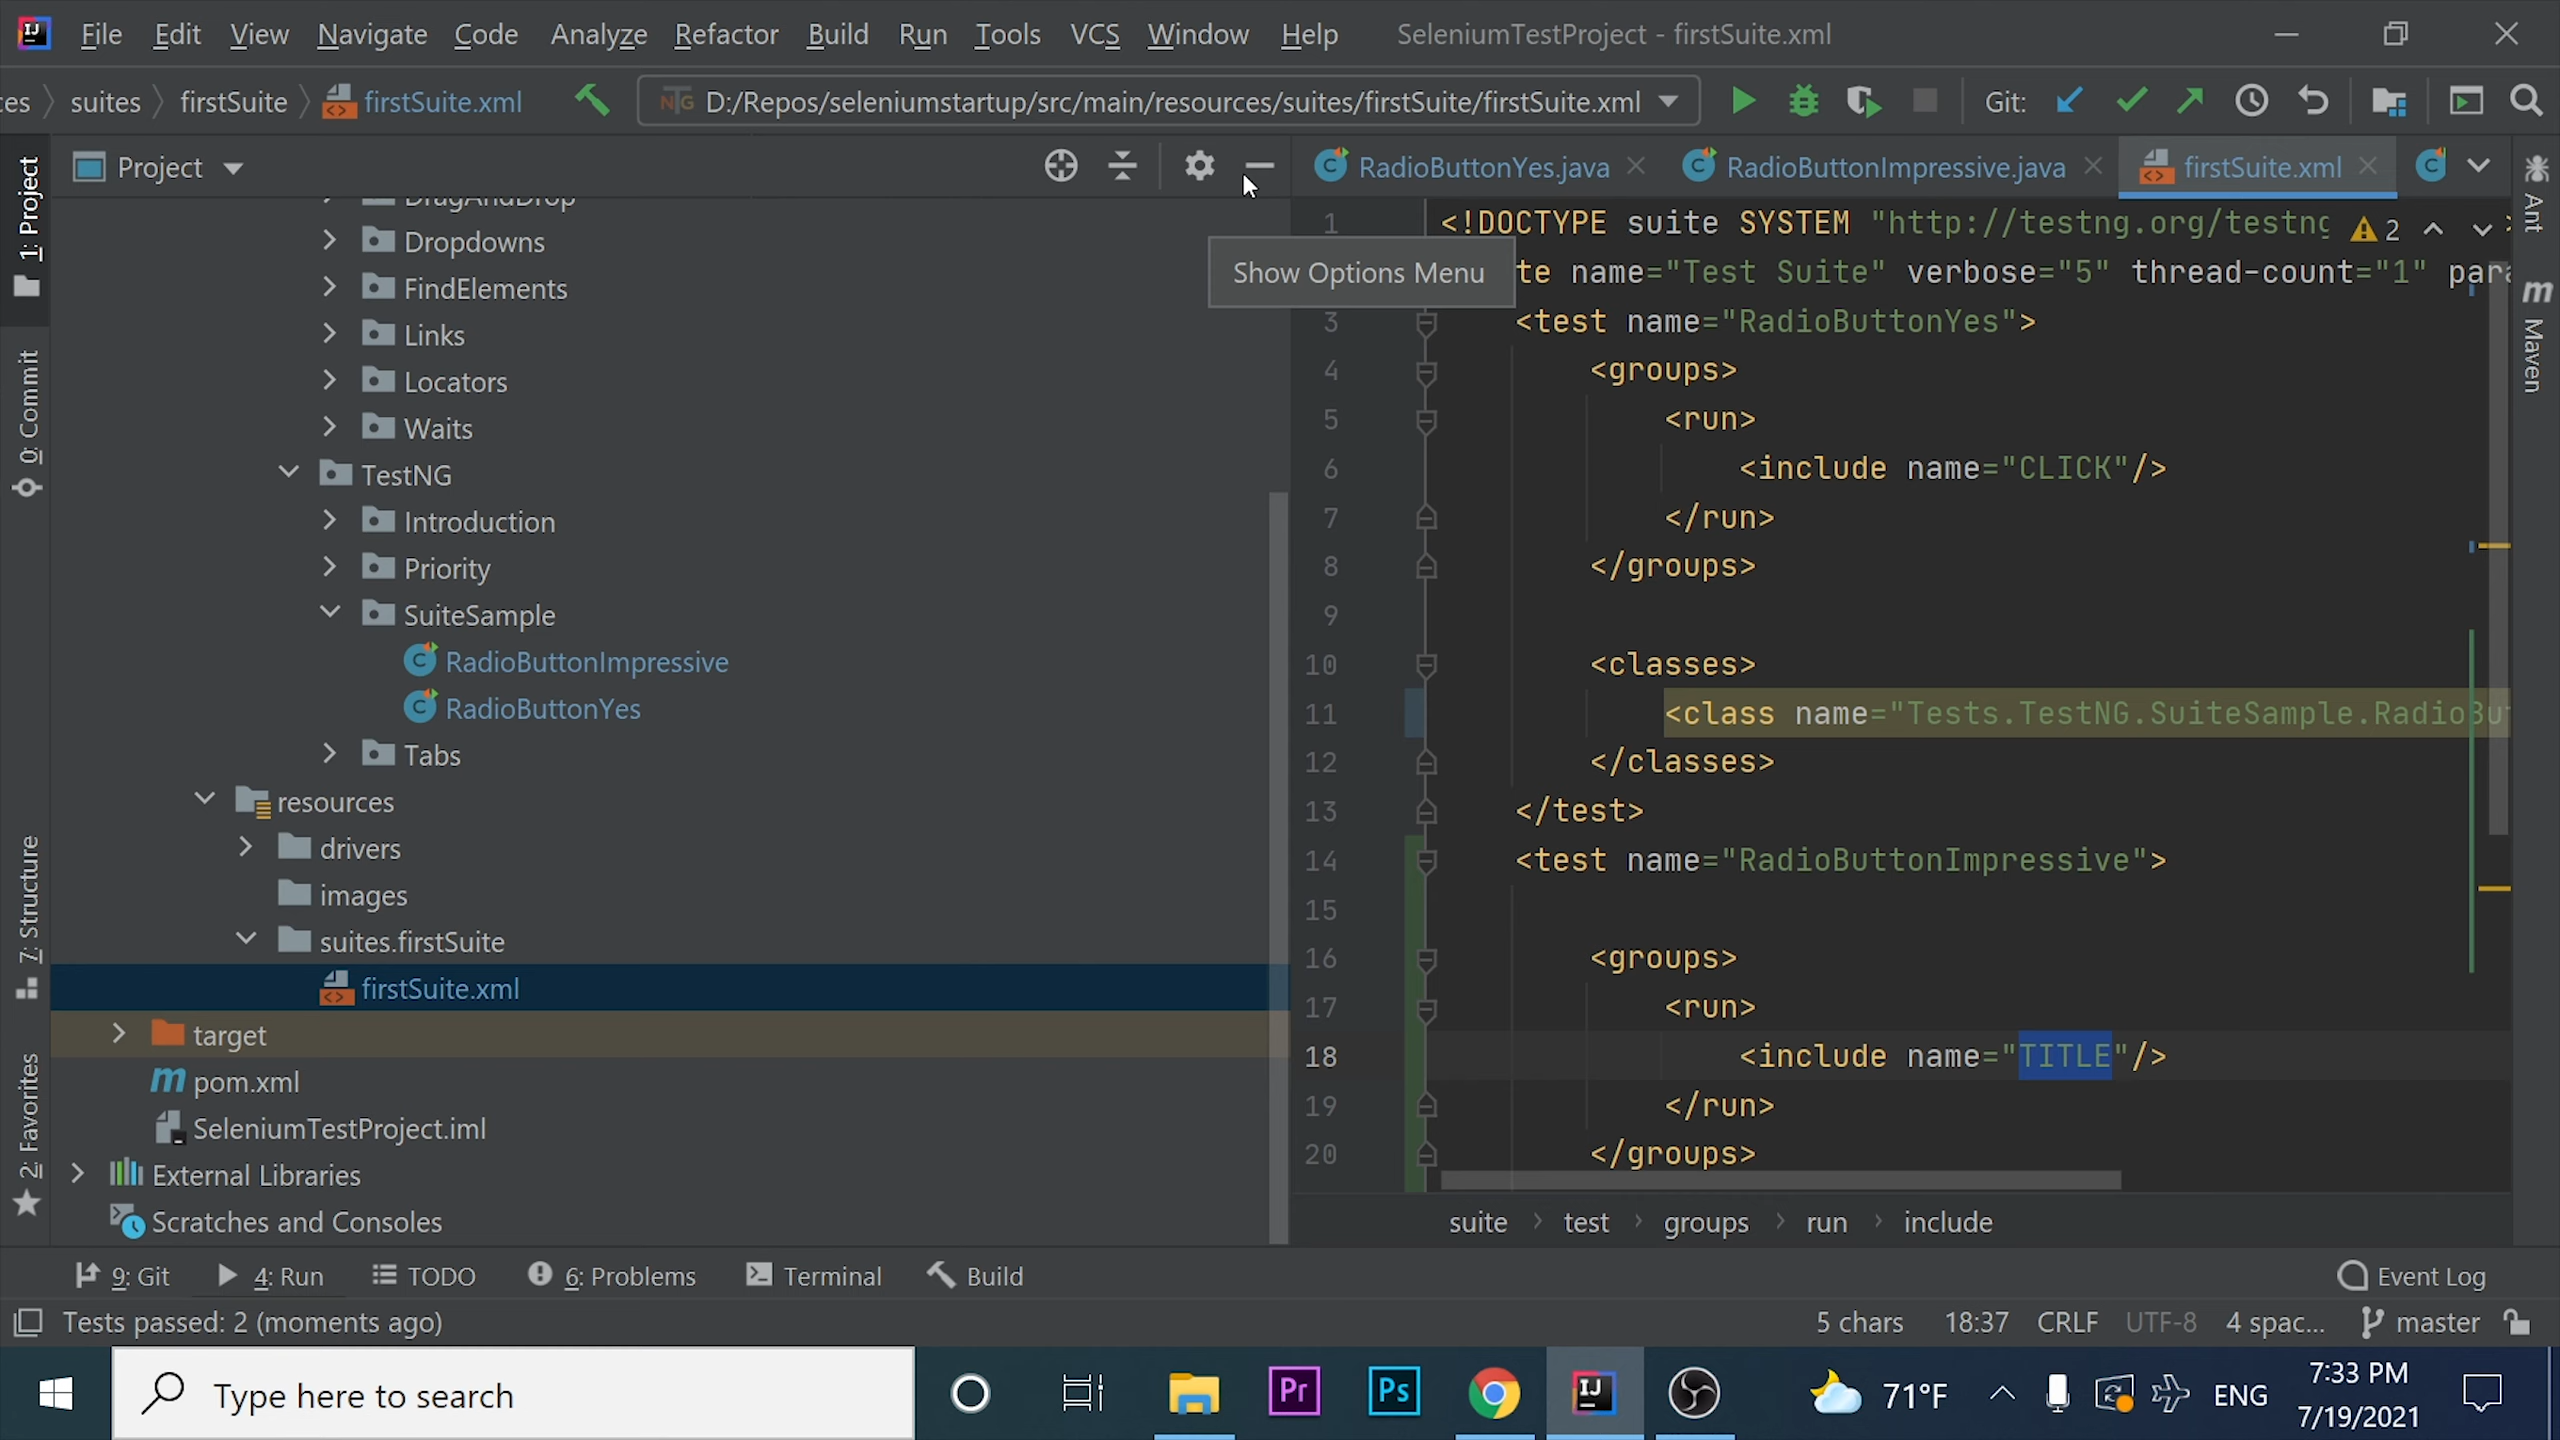 File Edit View Navigate Code Analyze Refactor Build Run Tools VCS Window Help SeleniumTestProject - firstSuite.xml
suites firstSuite firstSuite.xml D:/Repos/seleniumstartup/src/main/resources/suites/firstSuite/firstSuite.xml Git:
Project RadioButtonYes.java RadioButtonImpressive.java firstSuite.xml
1: Project
0: Commit
7: Structure
2: Favorites
DragAndDrop
Dropdowns
FindElements
Links
Locators
Waits
TestNG
Introduction
Priority
SuiteSample
RadioButtonImpressive
RadioButtonYes
Tabs
resources
drivers
images
suites.firstSuite
firstSuite.xml
target
pom.xml
SeleniumTestProject.iml
External Libraries
Scratches and Consoles
Show Options Menu
1 <!DOCTYPE suite SYSTEM "http://testng.org/testng 2
te name="Test Suite" verbose="5" thread-count="1" para
3 <test name="RadioButtonYes">
4 <groups>
5 <run>
6 <include name="CLICK"/>
7 </run>
8 </groups>
9
10 <classes>
11 <class name="Tests.TestNG.SuiteSample.RadioBut
12 </classes>
13 </test>
14 <test name="RadioButtonImpressive">
15
16 <groups>
17 <run>
18 <include name="TITLE"/>
19 </run>
20 </groups>
suite test groups run include
Ant
m Maven
9: Git 4: Run TODO 6: Problems Terminal Build Event Log
Tests passed: 2 (moments ago) 5 chars 18:37 CRLF UTF-8 4 spac... master
Type here to search Pr Ps 71°F ENG 7:33 PM
7/19/2021